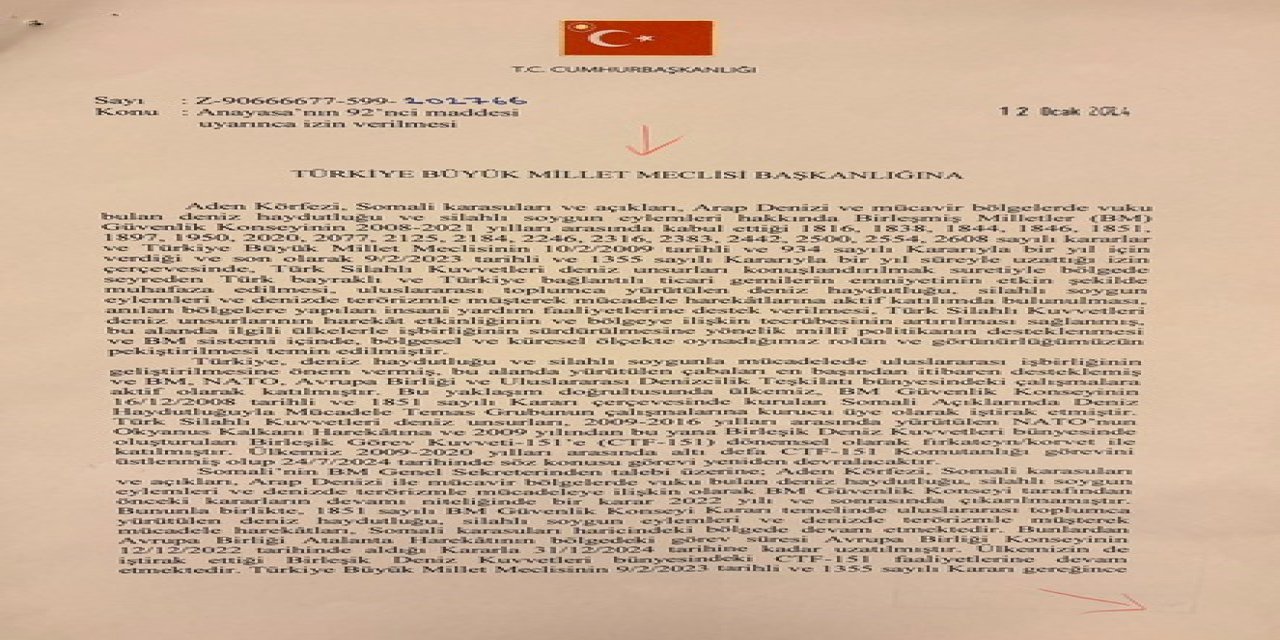 T.C. CUMHURBAŞKANLIĞI
Sayı : Z-90666677-599- 202766
Konu : Anayasa'nın 92'nci maddesi
uyarınca izin verilmesi
12 Ocak 2024
TÜRKİYE BÜYÜK MİLLET MECLİSİ BAŞKANLIĞINA
Aden Körfezi, Somali karasuları ve açıkları, Arap Denizi ve mücavir bölgelerde vuku
bulan deniz haydutluğu ve silahlı soygun eylemleri hakkında Birleşmiş Milletler (BM)
Güvenlik Konseyinin 2008-2021 yılları arasında kabul ettiği 1816, 1838, 1844, 1846, 1851,
1897, 1950, 2020, 2077, 2125, 2184, 2246, 2316, 2383, 2442, 2500, 2554, 2608 sayılı kararlar
ve Türkiye Büyük Millet Meclisinin 10/2/2009 tarihli ve 934 sayılı Kararıyla bir yıl için
verdiği ve son olarak 9/2/2023 tarihli ve 1355 sayılı Kararıyla bir yıl süreyle uzattığı izin
çerçevesinde, Türk Silahlı Kuvvetleri deniz unsurları konuşlandırılmak suretiyle bölgede
seyreden Türk bayraklı ve Türkiye bağlantılı ticari gemilerin emniyetinin etkin şekilde
muhafaza edilmesi, uluslararası toplumca yürütülen deniz haydutluğu, silahlı soygun
eylemleri ve denizde terörizmle müşterek mücadele harekâtlarına aktif katılımda bulunulması,
anılan bölgelere yapılan insani yardım faaliyetlerine destek verilmesi, Türk Silahlı Kuvvetleri
deniz unsurlarının harekât etkinliğinin ve bölgeye ilişkin tecrübesinin artırılması sağlanmış,
bu alanda ilgili ülkelerle işbirliğinin sürdürülmesine yönelik millî politikanın desteklenmesi
ve BM sistemi içinde, bölgesel ve küresel ölçekte oynadığımız rolün ve görünürlüğümüzün
pekiştirilmesi temin edilmiştir.
Türkiye, deniz haydutluğu ve silahlı soygunla mücadelede uluslararası işbirliğinin
geliştirilmesine önem vermiş, bu alanda yürütülen çabaları en başından itibaren desteklemiş
ve BM, NATO, Avrupa Birliği ve Uluslararası Denizcilik Teşkilatı bünyesindeki çalışmalara
aktif olarak katılmıştır. Bu yaklaşım doğrultusunda ülkemiz, BM Güvenlik Konseyinin
16/12/2008 tarihli ve 1851 sayılı Kararı çerçevesinde kurulan Somali Açıklarında Deniz
Haydutluğuyla Mücadele Temas Grubunun çalışmalarına kurucu üye olarak iştirak etmiştir.
Türk Silahlı Kuvvetleri deniz unsurları, 2009-2016 yılları arasında yürütülen NATO'nun
Okyanus Kalkanı Harekâtına ve 2009 yılından bu yana Birleşik Deniz Kuvvetleri bünyesinde
oluşturulan Birleşik Görev Kuvveti-151'e (CTF-151) dönemsel olarak fırkateyn/korvet ile
katılmıştır. Ülkemiz 2009-2020 yılları arasında altı defa CTF-151 Komutanlığı görevini
üstlenmiş olup 24/7/2024 tarihinde söz konusu görevi yeniden devralacaktır.
Somali'nin BM Genel Sekreterinden talebi üzerine; Aden Körfezi, Somali karasuları
ve açıkları, Arap Denizi ile mücavir bölgelerde vuku bulan deniz haydutluğu, silahlı soygun
eylemleri ve denizde terörizmle mücadeleye ilişkin olarak BM Güvenlik Konseyi tarafından
önceki kararların devamı niteliğinde bir karar 2022 yılı ve sonrasında çıkarılmamıştır.
Bununla birlikte, 1851 sayılı BM Güvenlik Konseyi Kararı temelinde uluslararası toplumca
yürütülen deniz haydutluğu, silahlı soygun eylemleri ve denizde terörizmle müşterek
mücadele harekâtları, Somali karasuları haricindeki bölgede devam etmektedir. Bunlardan
Avrupa Birliği Atalanta Harekâtının bölgedeki görev süresi Avrupa Birliği Konseyinin
12/12/2022 tarihinde aldığı Kararla 31/12/2024 tarihine kadar uzatılmıştır. Ülkemizin de
iştirak ettiği Birleşik Deniz Kuvvetleri bünyesindeki CTF-151 faaliyetlerine devam
etmektedir. Türkiye Büyük Millet Meclisinin 9/2/2023 tarihli ve 1355 sayılı Kararı gereğince